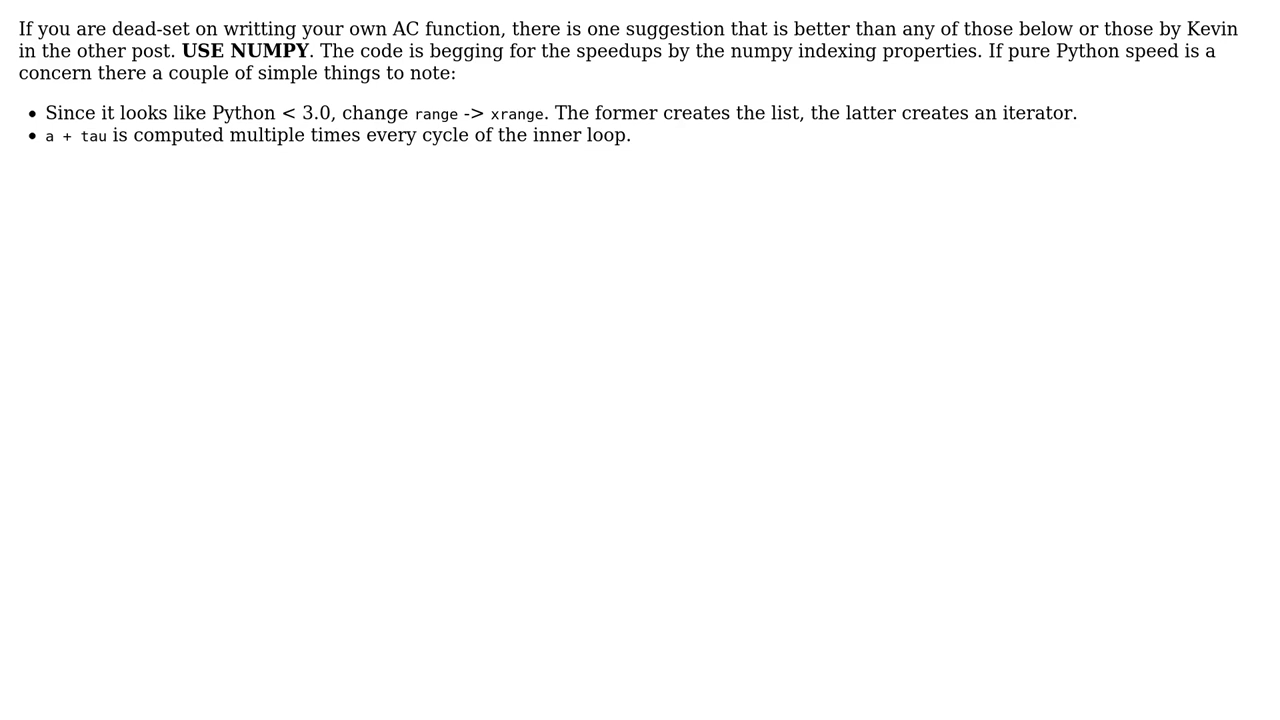 If you are dead-set on writting your own AC function, there is one suggestion that is better than any of those below or those by Kevin
in the other post. USE NUMPY. The code is begging for the speedups by the numpy indexing properties. If pure Python speed is a
concern there a couple of simple things to note:
• Since it looks like Python < 3.0, change range -> xrange. The former creates the list, the latter creates an iterator.
• a + tau is computed multiple times every cycle of the inner loop.